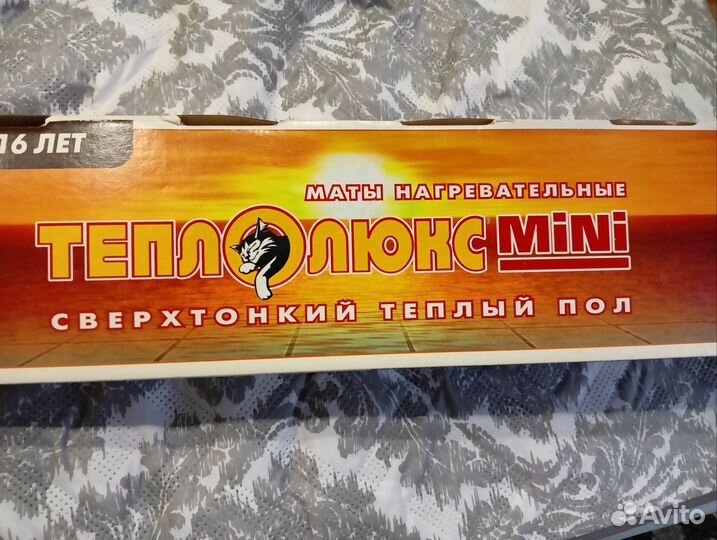 16 ЛЕТ
МАТЫ НАГРЕВАТЕЛЬНЫЕ
ТЕПЛОЛЮКС MiNi
СВЕРХТОНКИЙ ТЕПЛЫЙ ПОЛ
Avito